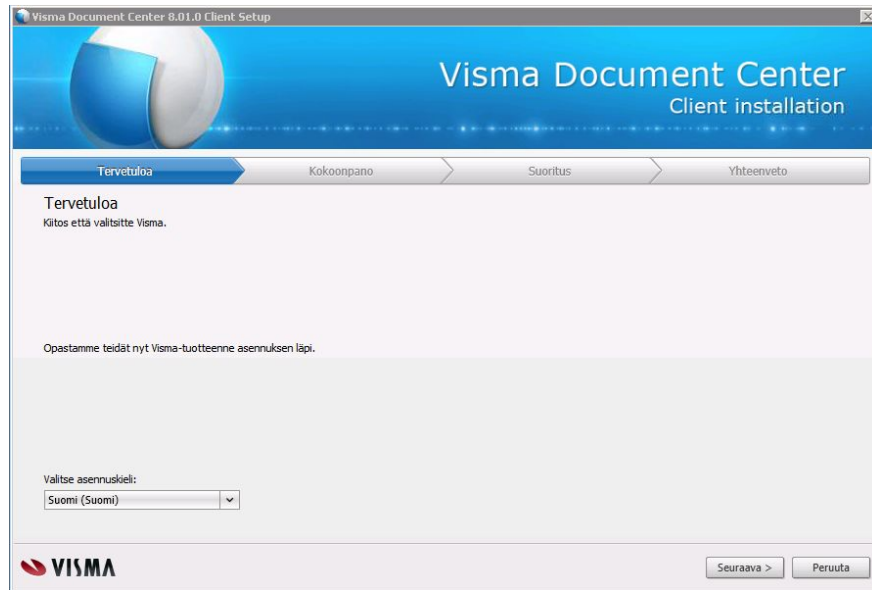 Visma Document Center 8.01.0 Client Setup
Visma Document Center
Client installation
Tervetuloa
Kokoonpano
Suoritus
Yhteenveto
Tervetuloa
Kiitos että valitsitte Visma.
Opastamme teidät nyt Visma-tuotteenne asennuksen läpi.
Valitse asennuskieli:
Suomi (Suomi)
VISMA
Seuraava >
Peruuta